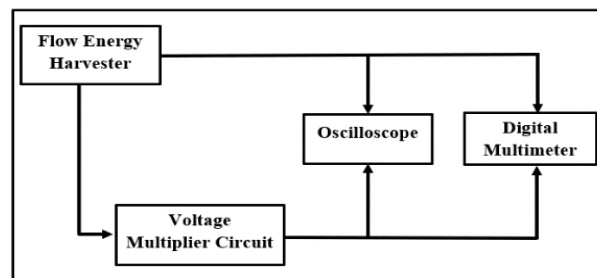 Flow Energy
Harvester
Oscilloscope
Digital
Multimeter
Voltage
Multiplier Circuit